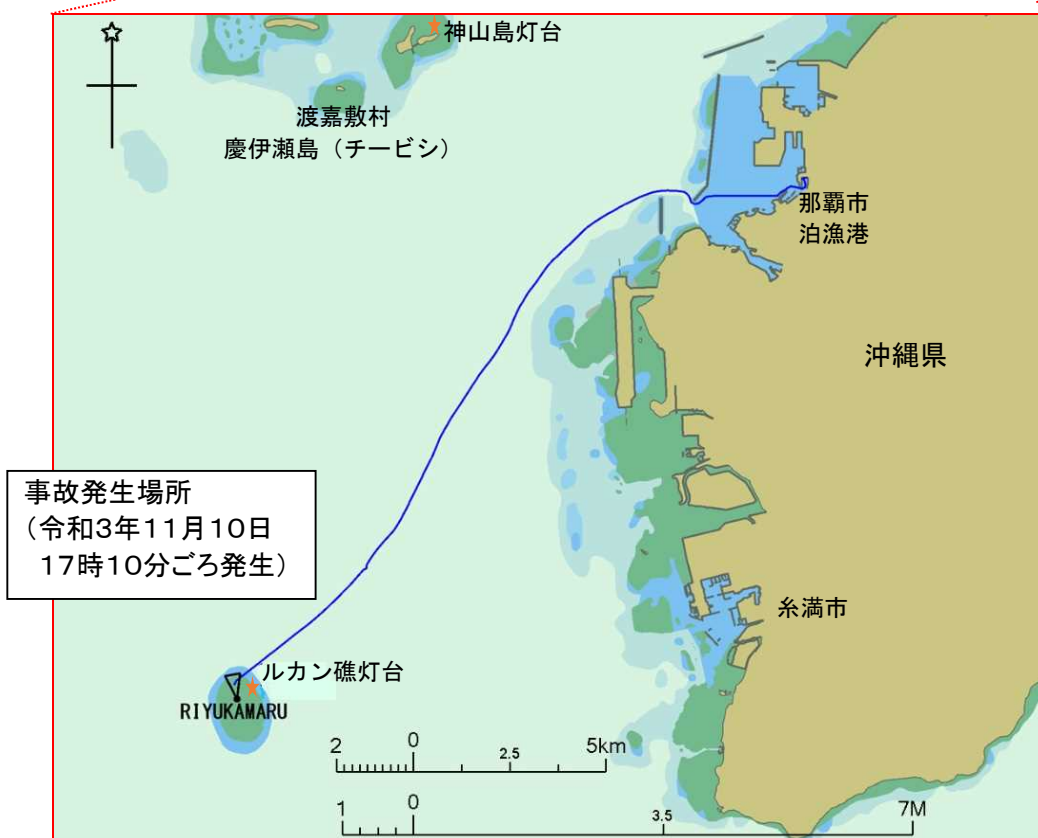 神山島灯台
渡嘉敷村
慶伊瀬島（チービシ）
那覇市
泊漁港
沖縄県
事故発生場所
（令和3年11月10日
17時10分ごろ発生）
糸満市
ルカン礁灯台
RIYUKAMARU
2 0 2.5 5km
1 0 3.5 7M